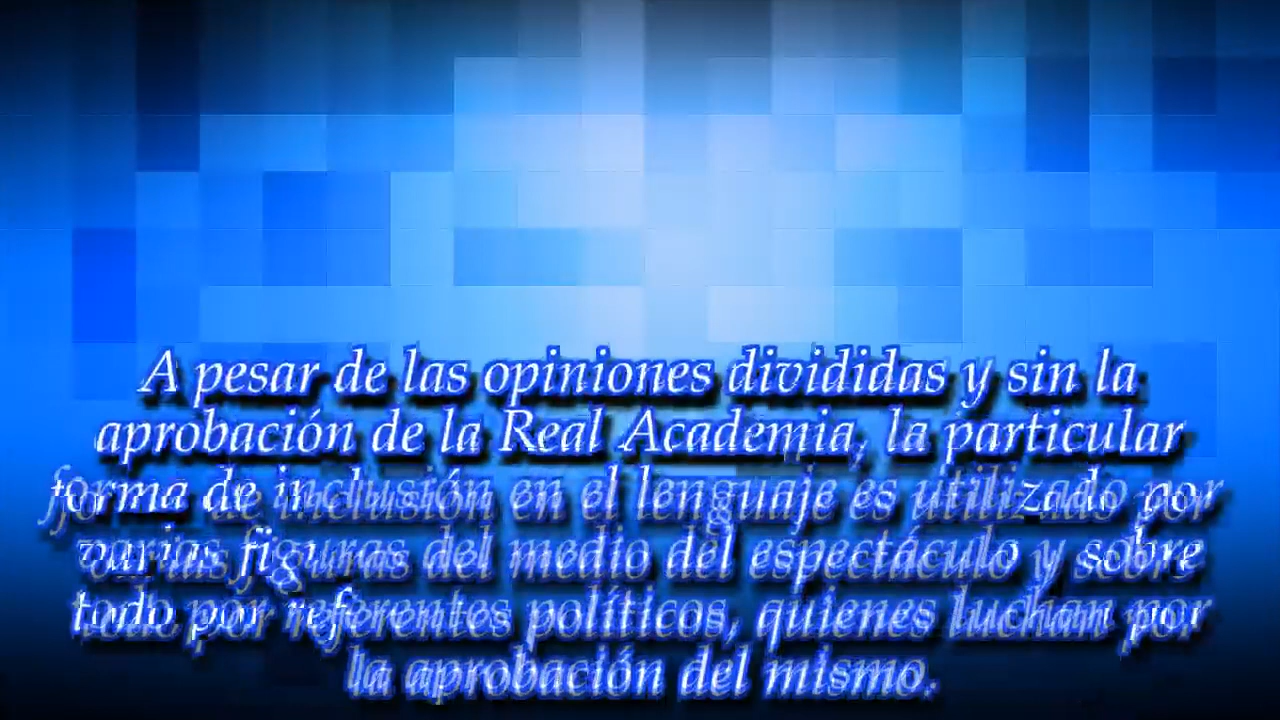 A pesar de las opiniones divididas y sin la
aprobación de la Real Academia, la particular
forma de inclusión en el lenguaje es utilizado por
varias figuras del medio del espectáculo y sobre
todo por referentes políticos, quienes luchan por
la aprobación del mismo.